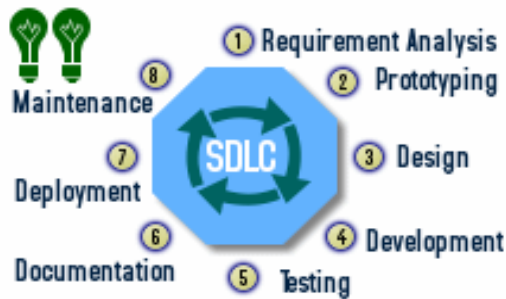 1 Requirement Analysis
2 Prototyping
3 Design
4 Development
5 Testing
6
Documentation
7
Deployment
8
Maintenance
SDLC